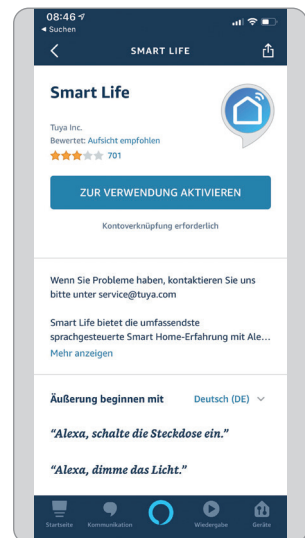 08:46
◀ Suchen
SMART LIFE
Smart Life
Tuya Inc.
Bewertet: Aufsicht empfohlen
701
ZUR VERWENDUNG AKTIVIEREN
Kontoverknüpfung erforderlich
Wenn Sie Probleme haben, kontaktieren Sie uns
bitte unter service@tuya.com
Smart Life bietet die umfassendste
sprachgesteuerte Smart Home-Erfahrung mit Ale...
Mehr anzeigen
Äußerung beginnen mit Deutsch (DE)
“Alexa, schalte die Steckdose ein.”
“Alexa, dimme das Licht.”
Startseite Kommunikation Wiedergabe Geräte